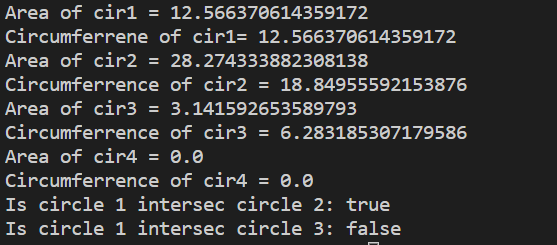 Area of cir1 = 12.566370614359172
Circumferrene of cir1= 12.566370614359172
Area of cir2 = 28.274333882308138
Circumferrence of cir2 = 18.84955592153876
Area of cir3 = 3.141592653589793
Circumferrence of cir3 = 6.283185307179586
Area of cir4 = 0.0
Circumferrence of cir4 = 0.0
Is circle 1 intersec circle 2: true
Is circle 1 intersec circle 3: false